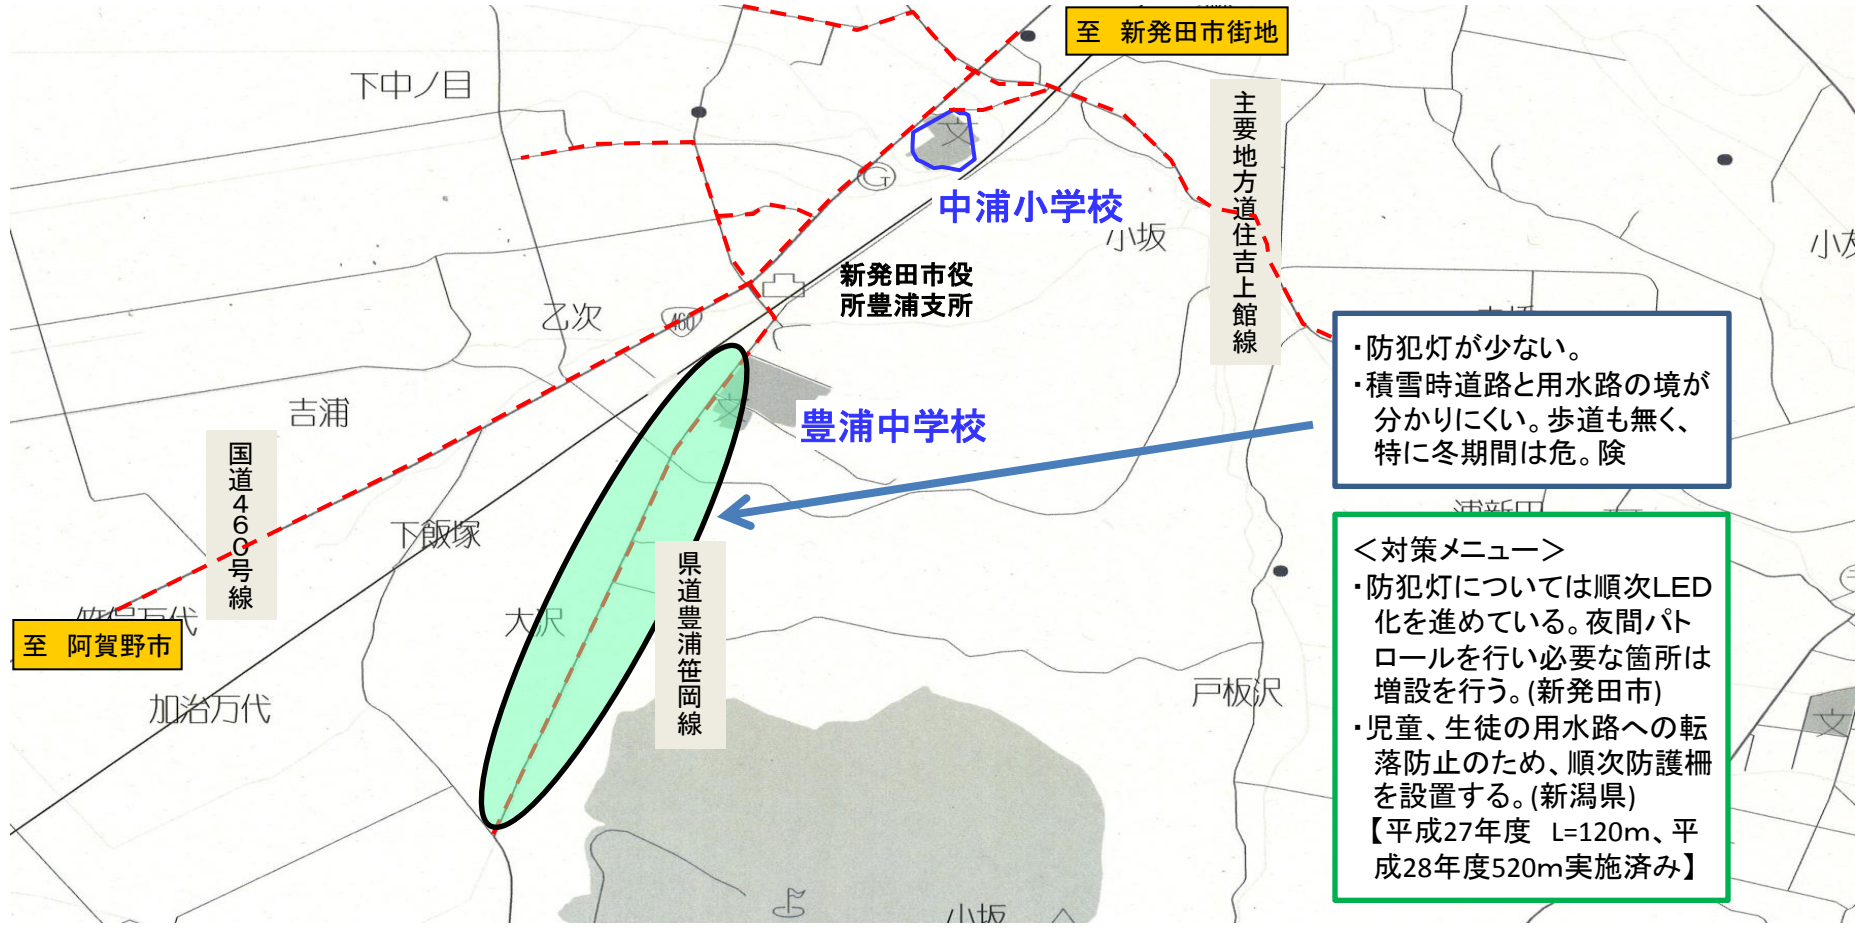 至 新発田市街地
下中ノ目
主要地方道住吉上館線
文
G
中浦小学校
小坂
新発田市役
所豊浦支所
乙次
460
・防犯灯が少ない。
・積雪時道路と用水路の境が
分かりにくい。歩道も無く、
特に冬期間は危。険
吉浦
文
豊浦中学校
国道460号線
下飯塚
県道豊浦笹岡線
＜対策メニュー＞
・防犯灯については順次LED
化を進めている。夜間パト
ロールを行い必要な箇所は
増設を行う。(新発田市)
・児童、生徒の用水路への転
落防止のため、順次防護柵
を設置する。(新潟県)
【平成27年度 L=120ｍ、平
成28年度520ｍ実施済み】
大沢
至 阿賀野市
加治万代
戸板沢
文
小坂